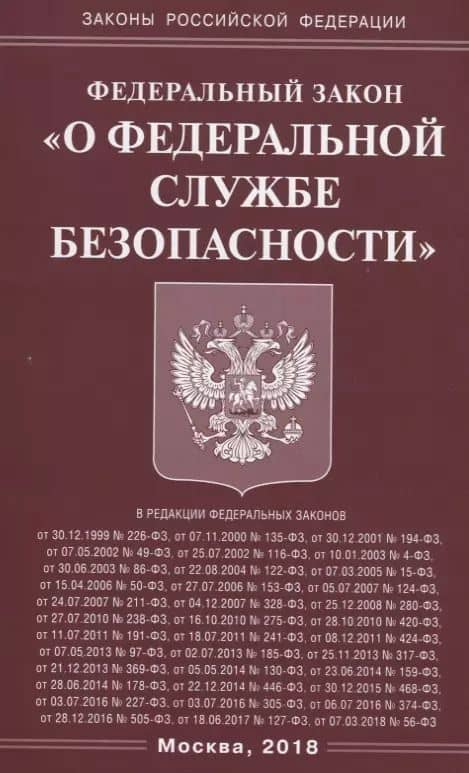 ЗАКОНЫ РОССИЙСКОЙ ФЕДЕРАЦИИ
ФЕДЕРАЛЬНЫЙ ЗАКОН
«О ФЕДЕРАЛЬНОЙ
СЛУЖБЕ
БЕЗОПАСНОСТИ»
В РЕДАКЦИИ ФЕДЕРАЛЬНЫХ ЗАКОНОВ
от 30.12.1999 № 226-ФЗ, от 07.11.2000 № 135-ФЗ, от 30.12.2001 № 194-ФЗ,
от 07.05.2002 № 49-ФЗ, от 25.07.2002 № 116-ФЗ, от 10.01.2003 № 4-ФЗ,
от 30.06.2003 № 86-ФЗ, от 22.08.2004 № 122-ФЗ, от 07.03.2005 № 15-ФЗ,
от 15.04.2006 № 50-ФЗ, от 27.07.2006 № 153-ФЗ, от 05.07.2007 № 124-ФЗ,
от 24.07.2007 № 211-ФЗ, от 04.12.2007 № 328-ФЗ, от 25.12.2008 № 280-ФЗ,
от 27.07.2010 № 238-ФЗ, от 16.10.2010 № 275-ФЗ, от 28.10.2010 № 420-ФЗ,
от 11.07.2011 № 191-ФЗ, от 18.07.2011 № 241-ФЗ, от 08.12.2011 № 424-ФЗ,
от 07.05.2013 № 97-ФЗ, от 02.07.2013 № 185-ФЗ, от 25.11.2013 № 317-ФЗ,
от 21.12.2013 № 369-ФЗ, от 05.05.2014 № 130-ФЗ, от 23.06.2014 № 159-ФЗ,
от 28.06.2014 № 178-ФЗ, от 22.12.2014 № 446-ФЗ, от 30.12.2015 № 468-ФЗ,
от 03.07.2016 № 227-ФЗ, от 03.07.2016 № 305-ФЗ, от 06.07.2016 № 374-ФЗ,
от 28.12.2016 № 505-ФЗ, от 18.06.2017 № 127-ФЗ, от 07.03.2018 № 56-ФЗ
Москва, 2018